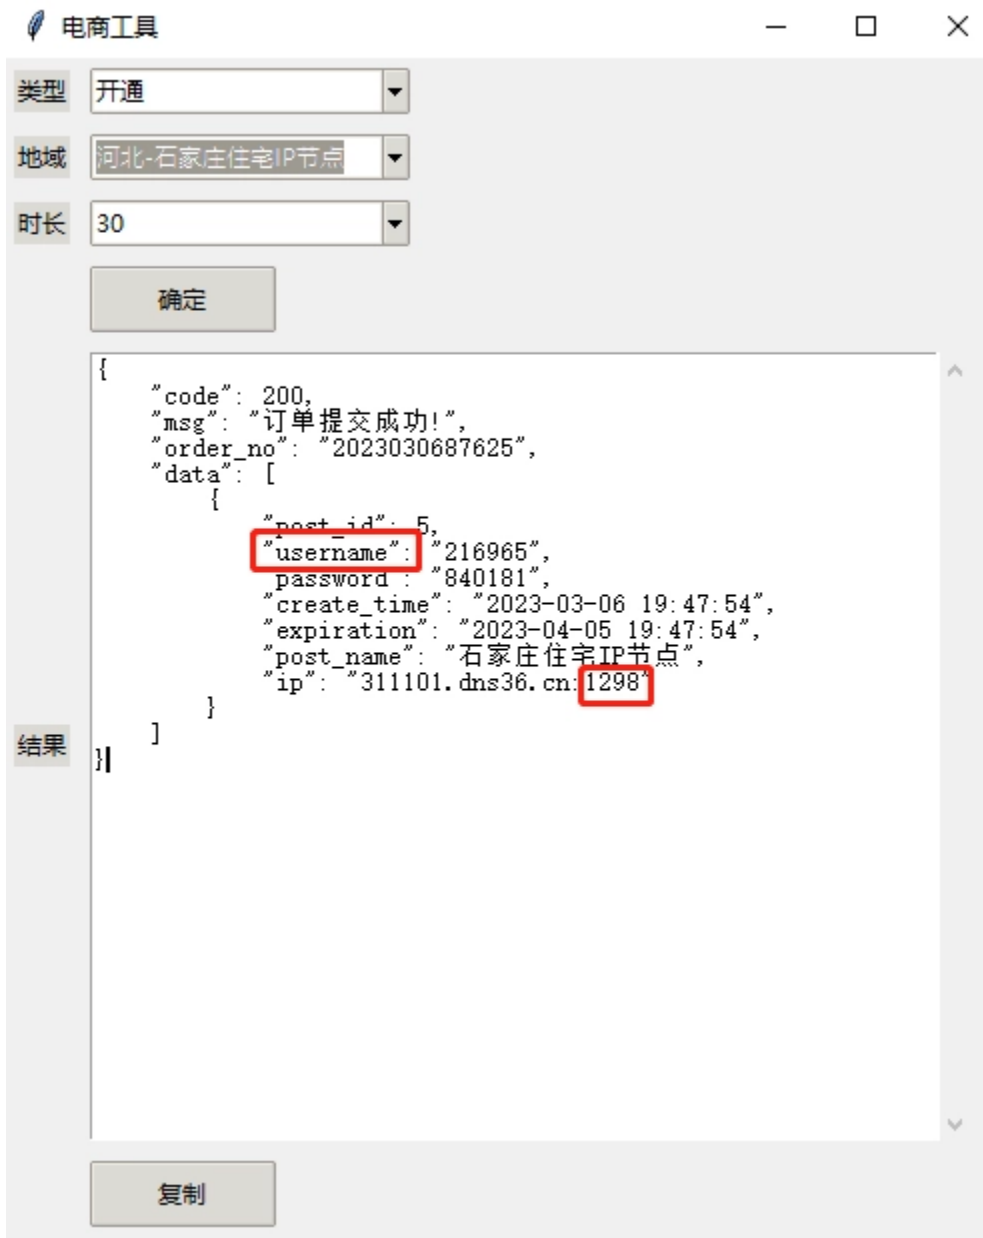 电商工具
类型 开通
地域 河北-石家庄住宅IP节点
时长 30
确定
{
"code": 200,
"msg": "订单提交成功!",
"order_no": "2023030687625",
"data": [
{
"post_id": 5,
"username": "216965",
"password": "840181",
"create_time": "2023-03-06 19:47:54",
"expiration": "2023-04-05 19:47:54",
"post_name": "石家庄住宅IP节点",
"ip": "311101.dns36.cn:1298"
}
]
结果
}
复制